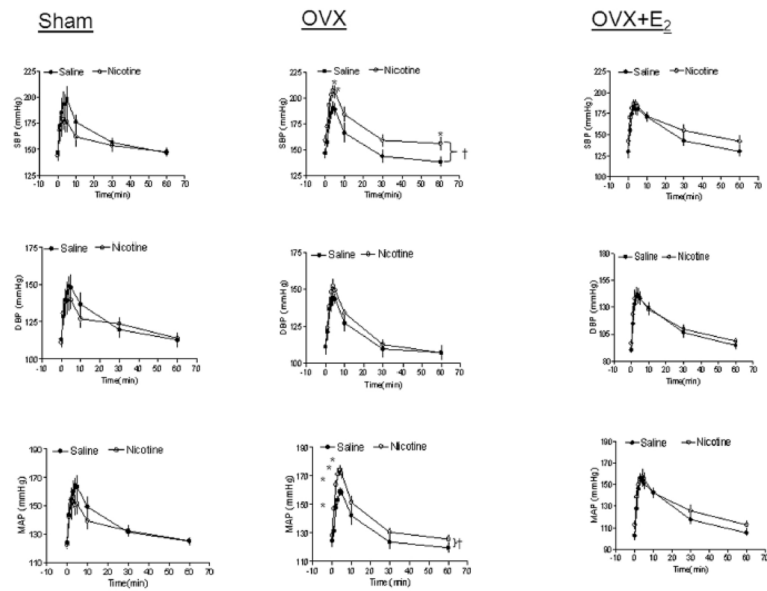 Sham
OVX
OVX+E2
Saline Nicotine
Saline Nicotine
Saline Nicotine
225
200
175
150
125
SBP (mmHg)
-10 0 10 20 30 40 50 60 70
Time(min)
225
200
175
150
125
SBP (mmHg)
* * *
†
-10 0 10 20 30 40 50 60 70
Time(min)
200
175
150
125
100
SBP (mmHg)
-10 0 10 20 30 40 50 60 70
Time(min)
Saline Nicotine
175
150
125
100
DBP (mmHg)
-10 0 10 20 30 40 50 60 70
Time(min)
Saline Nicotine
175
150
125
100
DBP (mmHg)
-10 0 10 20 30 40 50 60 70
Time(min)
Saline Nicotine
180
155
130
105
80
DBP (mmHg)
-10 0 10 20 30 40 50 60 70
Time(min)
Saline Nicotine
190
170
150
130
110
MAP (mmHg)
-10 0 10 20 30 40 50 60 70
Time(min)
Saline Nicotine
190
170
150
130
110
MAP (mmHg)
*
*
*
*
†
-10 0 10 20 30 40 50 60 70
Time(min)
Saline Nicotine
190
170
150
130
110
90
MAP (mmHg)
-10 0 10 20 30 40 50 60 70
Time(min)